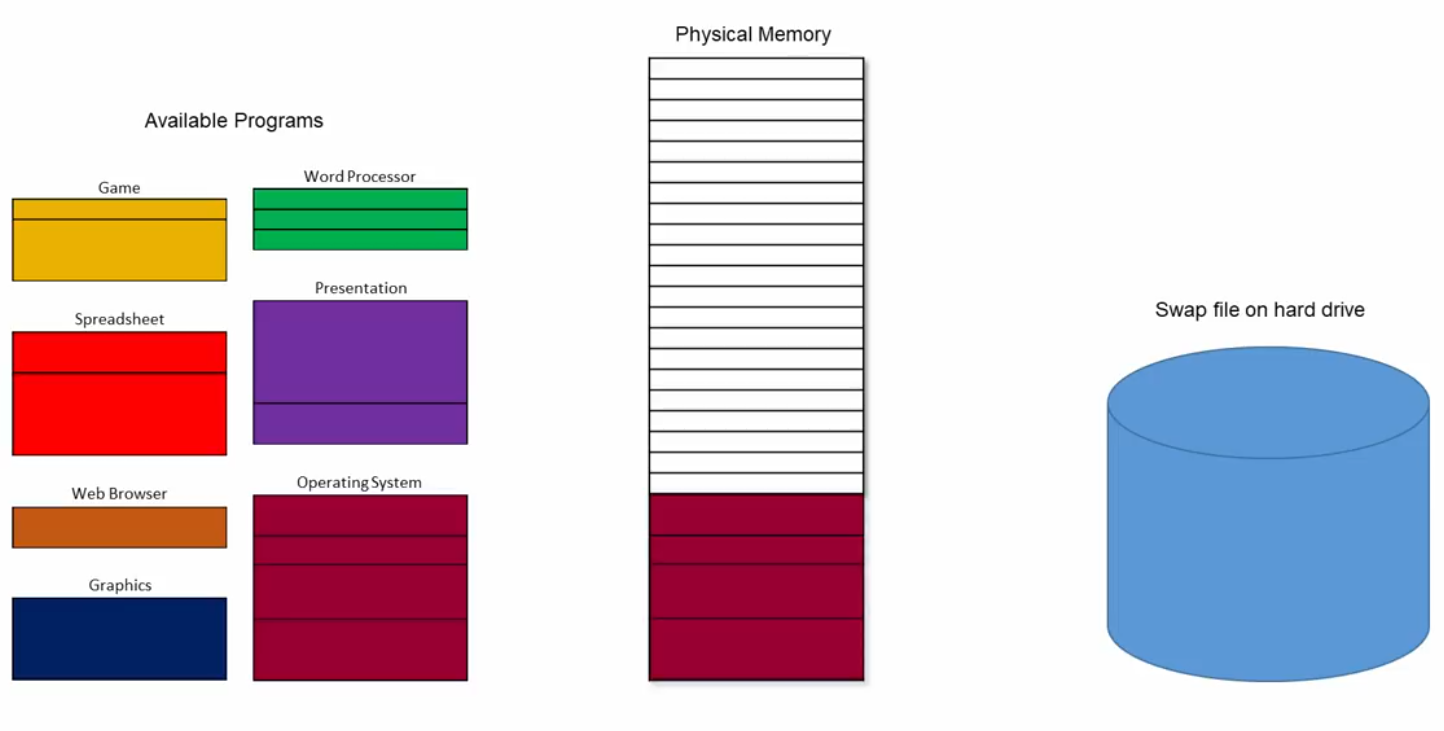 Physical Memory
Available Programs
Game
Word Processor
Spreadsheet
Presentation
Web Browser
Operating System
Graphics
Swap file on hard drive